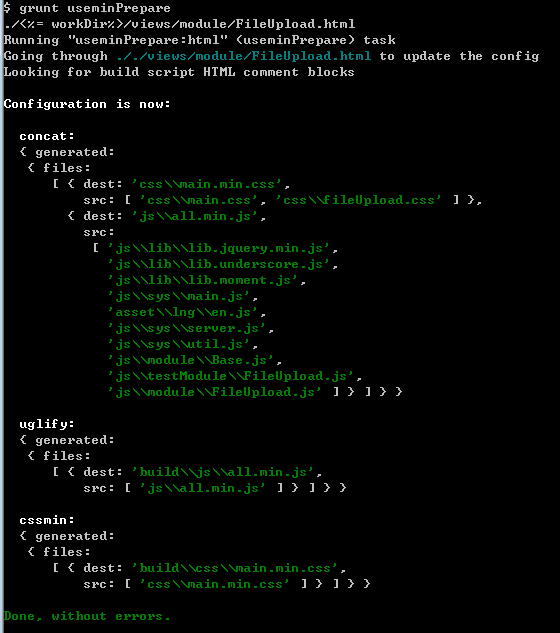 $ grunt useminPrepare
./<%= workDir%>/views/module/FileUpload.html
Running "useminPrepare:html" (useminPrepare) task
Going through ././views/module/FileUpload.html to update the config
Looking for build script HTML comment blocks
Configuration is now:
concat:
{ generated:
{ files:
[ { dest: 'css\\main.min.css',
src: [ 'css\\main.css', 'css\\fileUpload.css' ] },
{ dest: 'js\\all.min.js',
src:
[ 'js\\lib\\lib.jquery.min.js',
'js\\lib\\lib.underscore.js',
'js\\lib\\lib.moment.js',
'js\\sys\\main.js',
'asset\\lng\\en.js',
'js\\sys\\server.js',
'js\\sys\\util.js',
'js\\module\\Base.js',
'js\\testModule\\FileUpload.js',
'js\\module\\FileUpload.js' ] } ] } }
uglify:
{ generated:
{ files:
[ { dest: 'build\\js\\all.min.js',
src: [ 'js\\all.min.js' ] } ] } }
cssmin:
{ generated:
{ files:
[ { dest: 'build\\css\\main.min.css',
src: [ 'css\\main.min.css' ] } ] } }
Done, without errors.